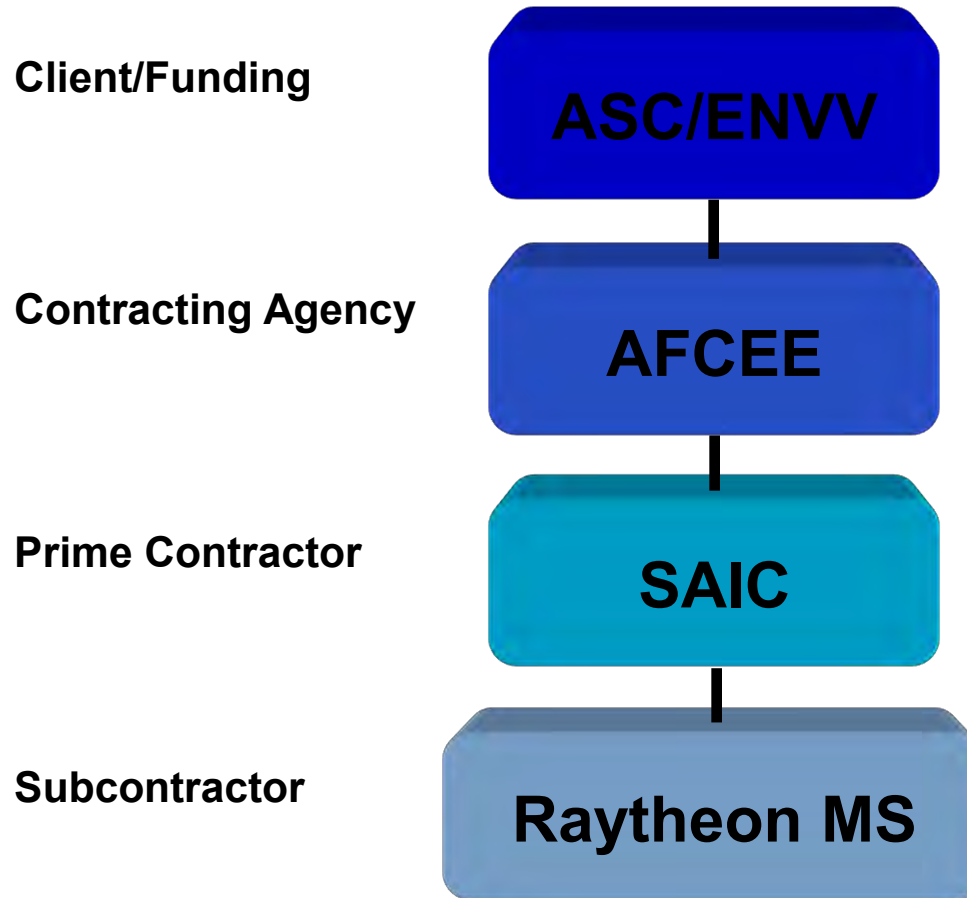 Client/Funding
ASC/ENVV
Contracting Agency
AFCEE
Prime Contractor
SAIC
Subcontractor
Raytheon MS